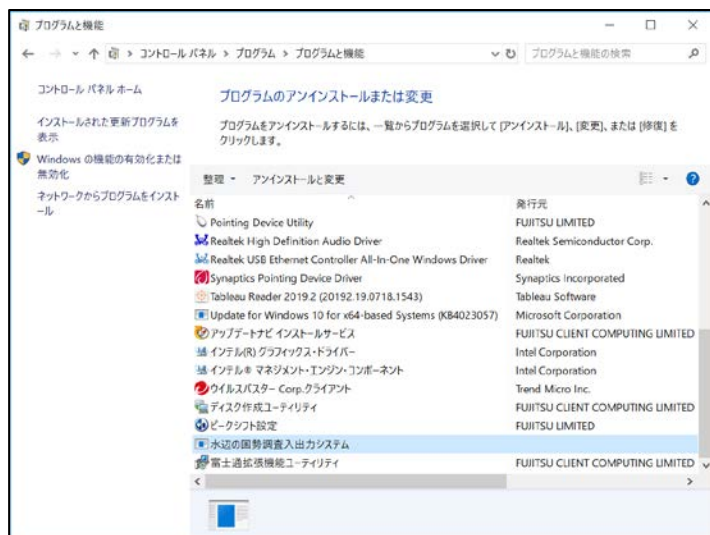 プログラムと機能
コントロール パネル > プログラム > プログラムと機能
プログラムと機能の検索
コントロール パネル ホーム
インストールされた更新プログラムを
表示
Windows の機能の有効化または
無効化
ネットワークからプログラムをインスト
ール
プログラムのアンインストールまたは変更
プログラムをアンインストールするには、一覧からプログラムを選択して [アンインストール]、[変更]、または [修復] を
クリックします。
整理 アンインストールと変更
名前 発行元
Pointing Device Utility FUJITSU LIMITED
Realtek High Definition Audio Driver Realtek Semiconductor Corp.
Realtek USB Ethernet Controller All-In-One Windows Driver Realtek
Synaptics Pointing Device Driver Synaptics Incorporated
Tableau Reader 2019.2 (20192.19.0718.1543) Tableau Software
Update for Windows 10 for x64-based Systems (KB4023057) Microsoft Corporation
アップデートナビ インストールサービス FUJITSU CLIENT COMPUTING LIMITED
インテル(R) グラフィックス・ドライバー Intel Corporation
インテル® マネジメント・エンジン・コンポーネント Intel Corporation
ウイルスバスター Corp.クライアント Trend Micro Inc.
ディスク作成ユーティリティ FUJITSU CLIENT COMPUTING LIMITED
ピークシフト設定 FUJITSU LIMITED
水辺の国勢調査入出力システム
富士通拡張機能ユーティリティ FUJITSU CLIENT COMPUTING LIMITED